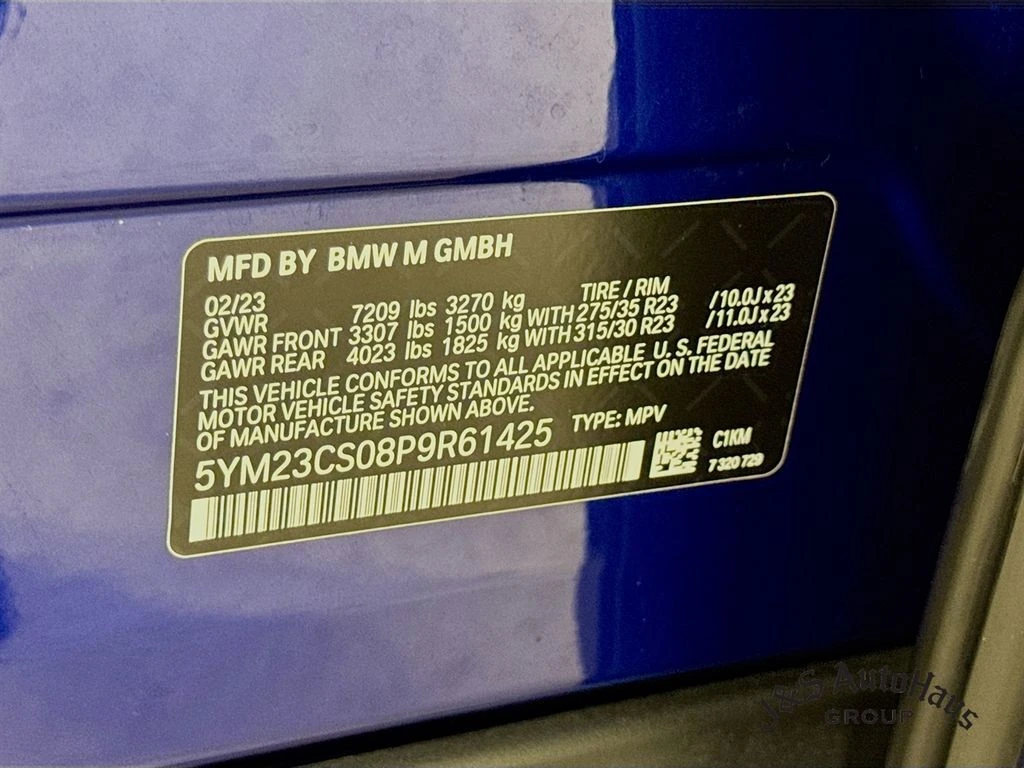 MFD BY BMW M GMBH
02/23 TIRE / RIM
GVWR 7209 lbs 3270 kg
GAWR FRONT 3307 lbs 1500 kg WITH 275/35 R23 /10.0J x 23
GAWR REAR 4023 lbs 1825 kg WITH 315/30 R23 /11.0J x 23
THIS VEHICLE CONFORMS TO ALL APPLICABLE U. S. FEDERAL
MOTOR VEHICLE SAFETY STANDARDS IN EFFECT ON THE DATE
OF MANUFACTURE SHOWN ABOVE.
5YM23CS08P9R61425 TYPE: MPV
C1KM
7 320 729
J&S AutoHaus
GROUP